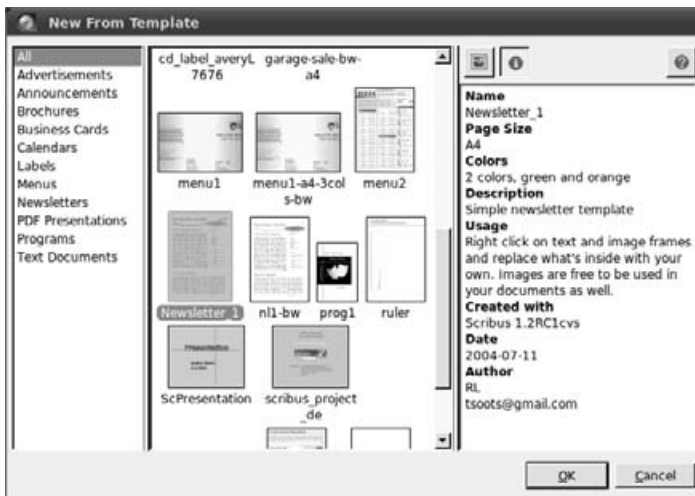 New From Template
All
Advertisements
Announcements
Brochures
Business Cards
Calendars
Labels
Menus
Newsletters
PDF Presentations
Programs
Text Documents
cd_label_averyL
7676
garage-sale-bw-
a4
menu1
menu1-a4-3col
s-bw
menu2
Newsletter_1
nl1-bw
prog1
ruler
Presentation
ScPresentation
scribus_project
_de
Name
Newsletter_1
Page Size
A4
Colors
2 colors, green and orange
Description
Simple newsletter template
Usage
Right click on text and image frames
and replace what's inside with your
own. Images are free to be used in
your documents as well.
Created with
Scribus 1.2RC1cvs
Date
2004-07-11
Author
RL
tsoots@gmail.com
OK
Cancel